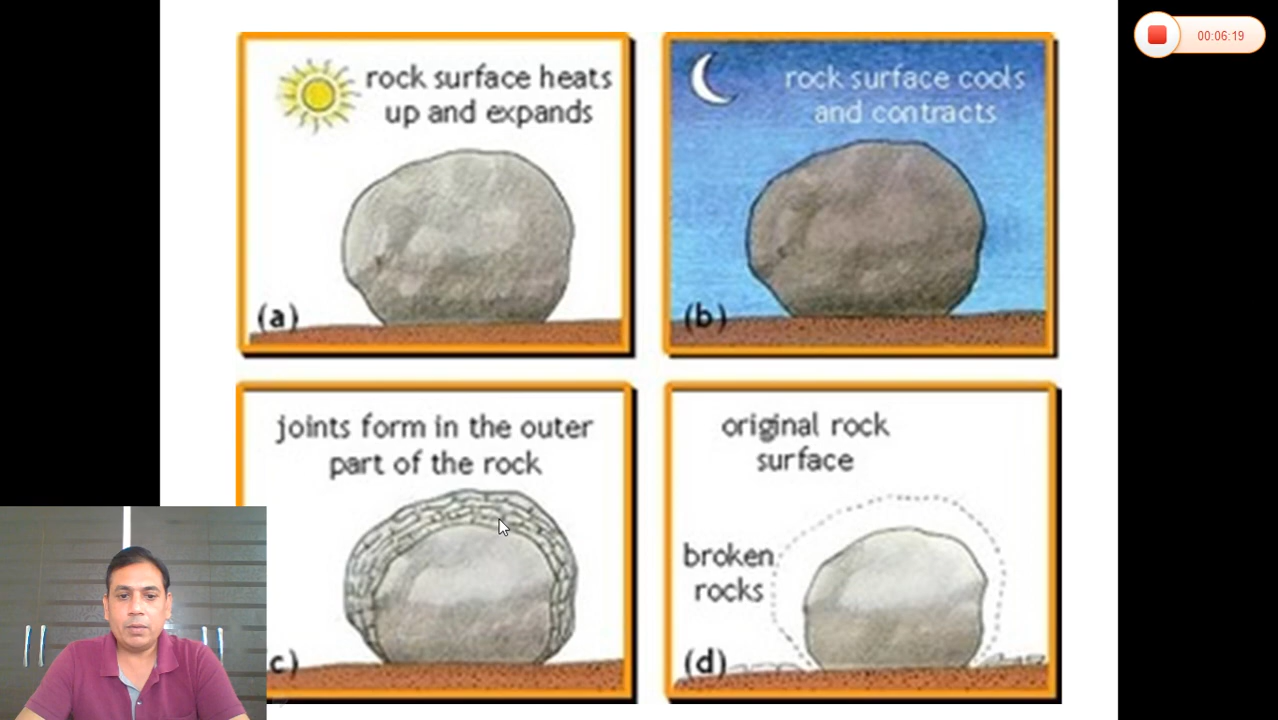 00:06:19
rock surface heats
up and expands
(a)
rock surface cools
and contracts
(b)
joints form in the outer
part of the rock
c)
original rock
surface
broken
rocks
(d)